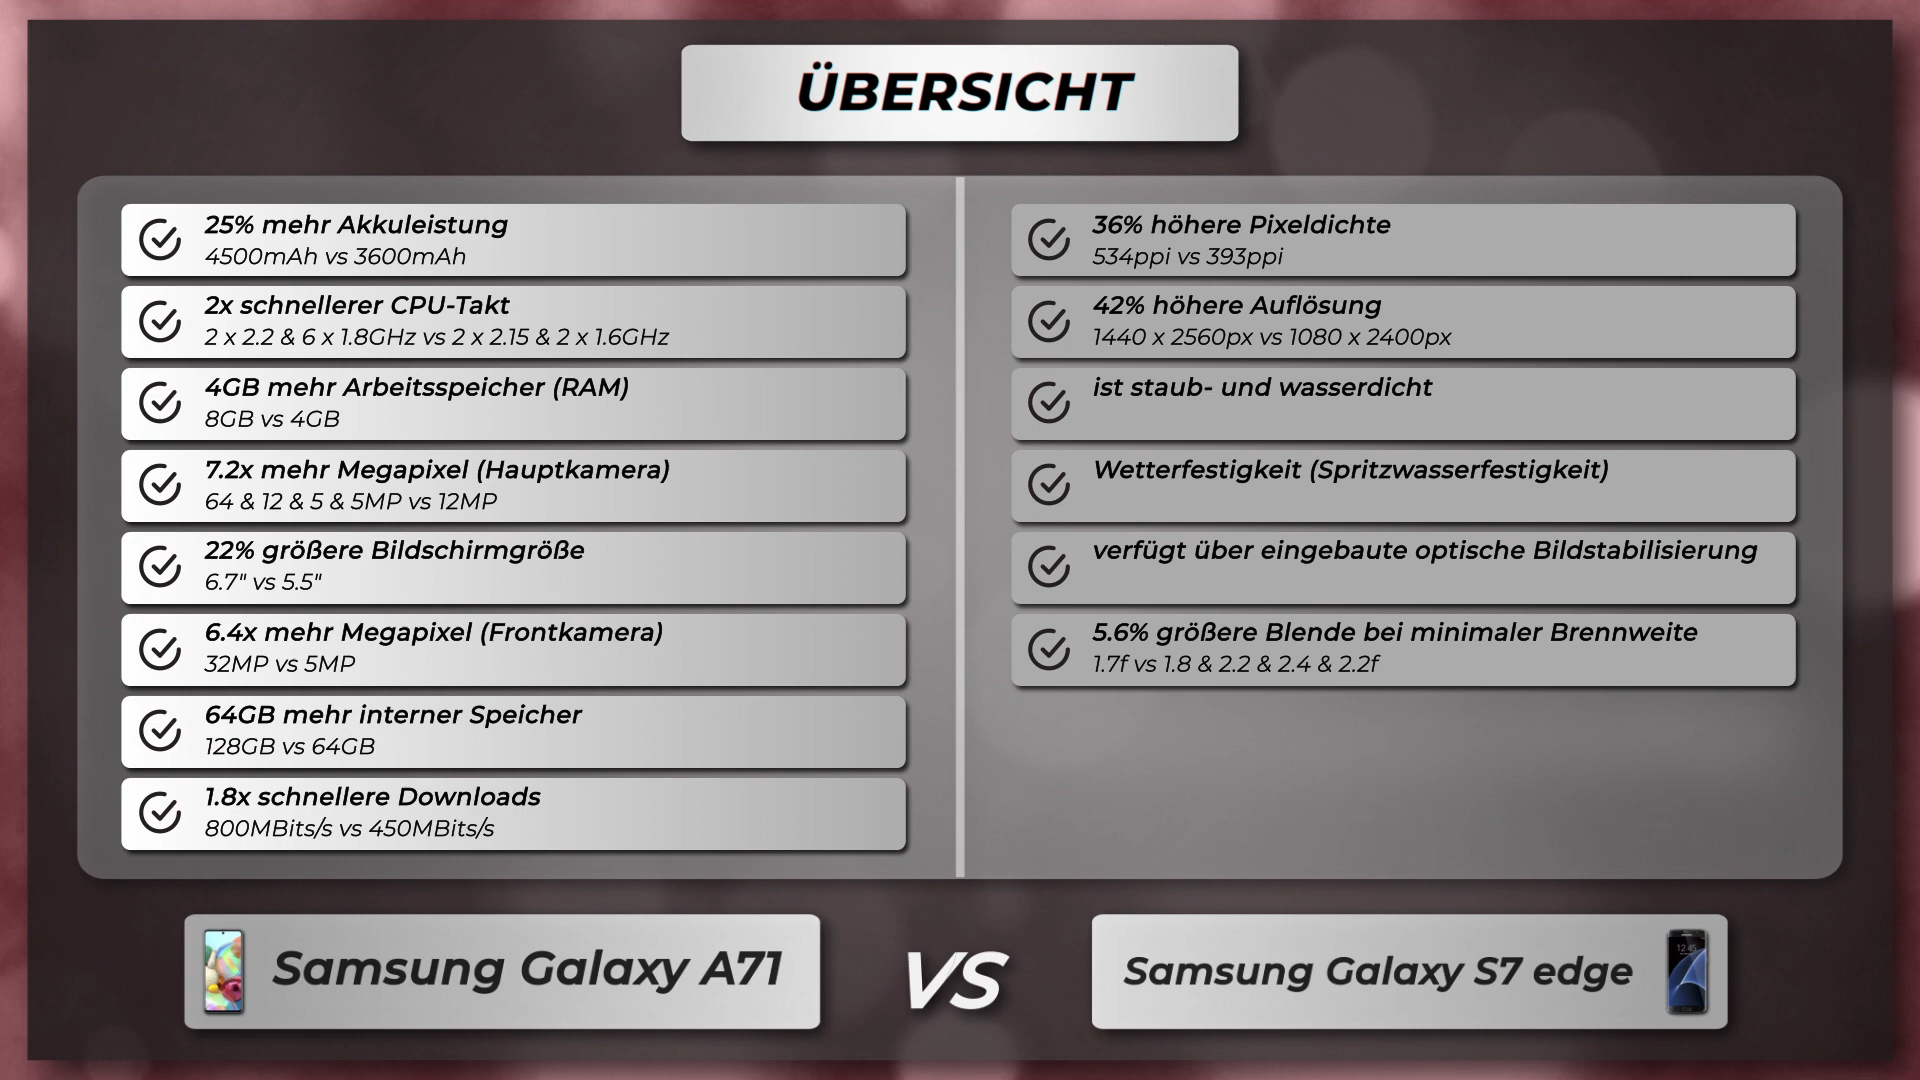 ÜBERSICHT
25% mehr Akkuleistung
4500mAh vs 3600mAh
2x schnellerer CPU-Takt
2 x 2.2 & 6 x 1.8GHz vs 2 x 2.15 & 2 x 1.6GHz
4GB mehr Arbeitsspeicher (RAM)
8GB vs 4GB
7.2x mehr Megapixel (Hauptkamera)
64 & 12 & 5 & 5MP vs 12MP
22% größere Bildschirmgröße
6.7" vs 5.5"
6.4x mehr Megapixel (Frontkamera)
32MP vs 5MP
64GB mehr interner Speicher
128GB vs 64GB
1.8x schnellere Downloads
800MBits/s vs 450MBits/s
36% höhere Pixeldichte
534ppi vs 393ppi
42% höhere Auflösung
1440 x 2560px vs 1080 x 2400px
ist staub- und wasserdicht
Wetterfestigkeit (Spritzwasserfestigkeit)
verfügt über eingebaute optische Bildstabilisierung
5.6% größere Blende bei minimaler Brennweite
1.7f vs 1.8 & 2.2 & 2.4 & 2.2f
Samsung Galaxy A71
VS
Samsung Galaxy S7 edge
12:45